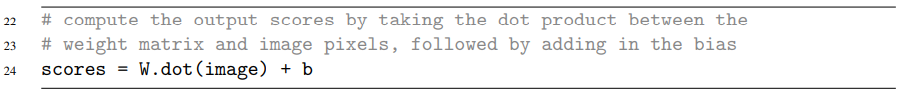 22 # compute the output scores by taking the dot product between the
23 # weight matrix and image pixels, followed by adding in the bias
24 scores = W.dot(image) + b